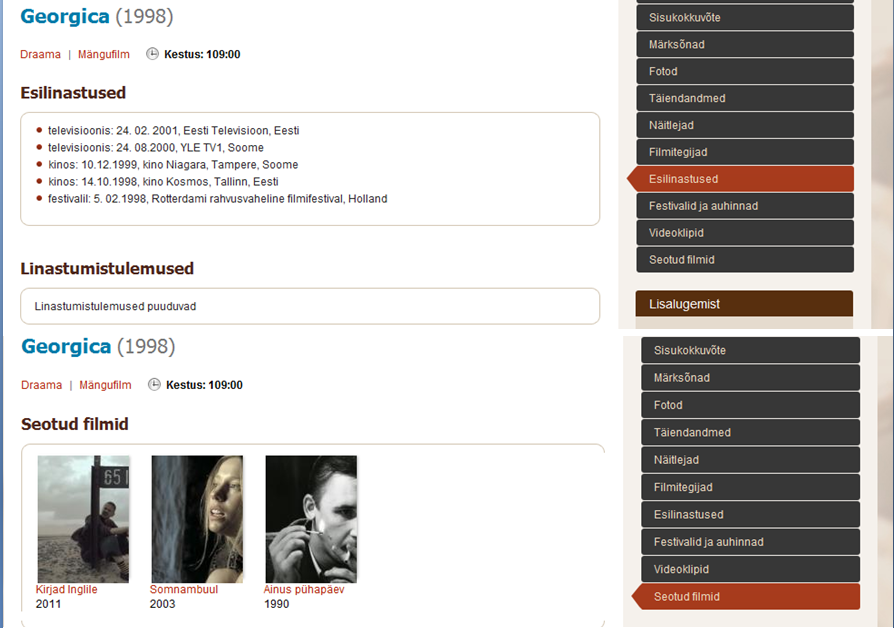 Georgica (1998)
Draama | Mängufilm Kestus: 109:00
Esilinastused
televisioonis: 24. 02. 2001, Eesti Televisioon, Eesti
televisioonis: 24. 08.2000, YLE TV1, Soome
kinos: 10.12.1999, kino Niagara, Tampere, Soome
kinos: 14.10.1998, kino Kosmos, Tallinn, Eesti
festivalil: 5. 02.1998, Rotterdami rahvusvaheline filmifestival, Holland
Linastumistulemused
Linastumistulemused puuduvad
Sisukokkuvõte
Märksõnad
Fotod
Täiendandmed
Näitlejad
Filmitegijad
Esilinastused
Festivalid ja auhinnad
Videoklipid
Seotud filmid
Lisalugemist
Georgica (1998)
Draama | Mängufilm Kestus: 109:00
Seotud filmid
651
Kirjad Inglile
2011
Somnambuul
2003
Ainus pühapäev
1990
Sisukokkuvõte
Märksõnad
Fotod
Täiendandmed
Näitlejad
Filmitegijad
Esilinastused
Festivalid ja auhinnad
Videoklipid
Seotud filmid